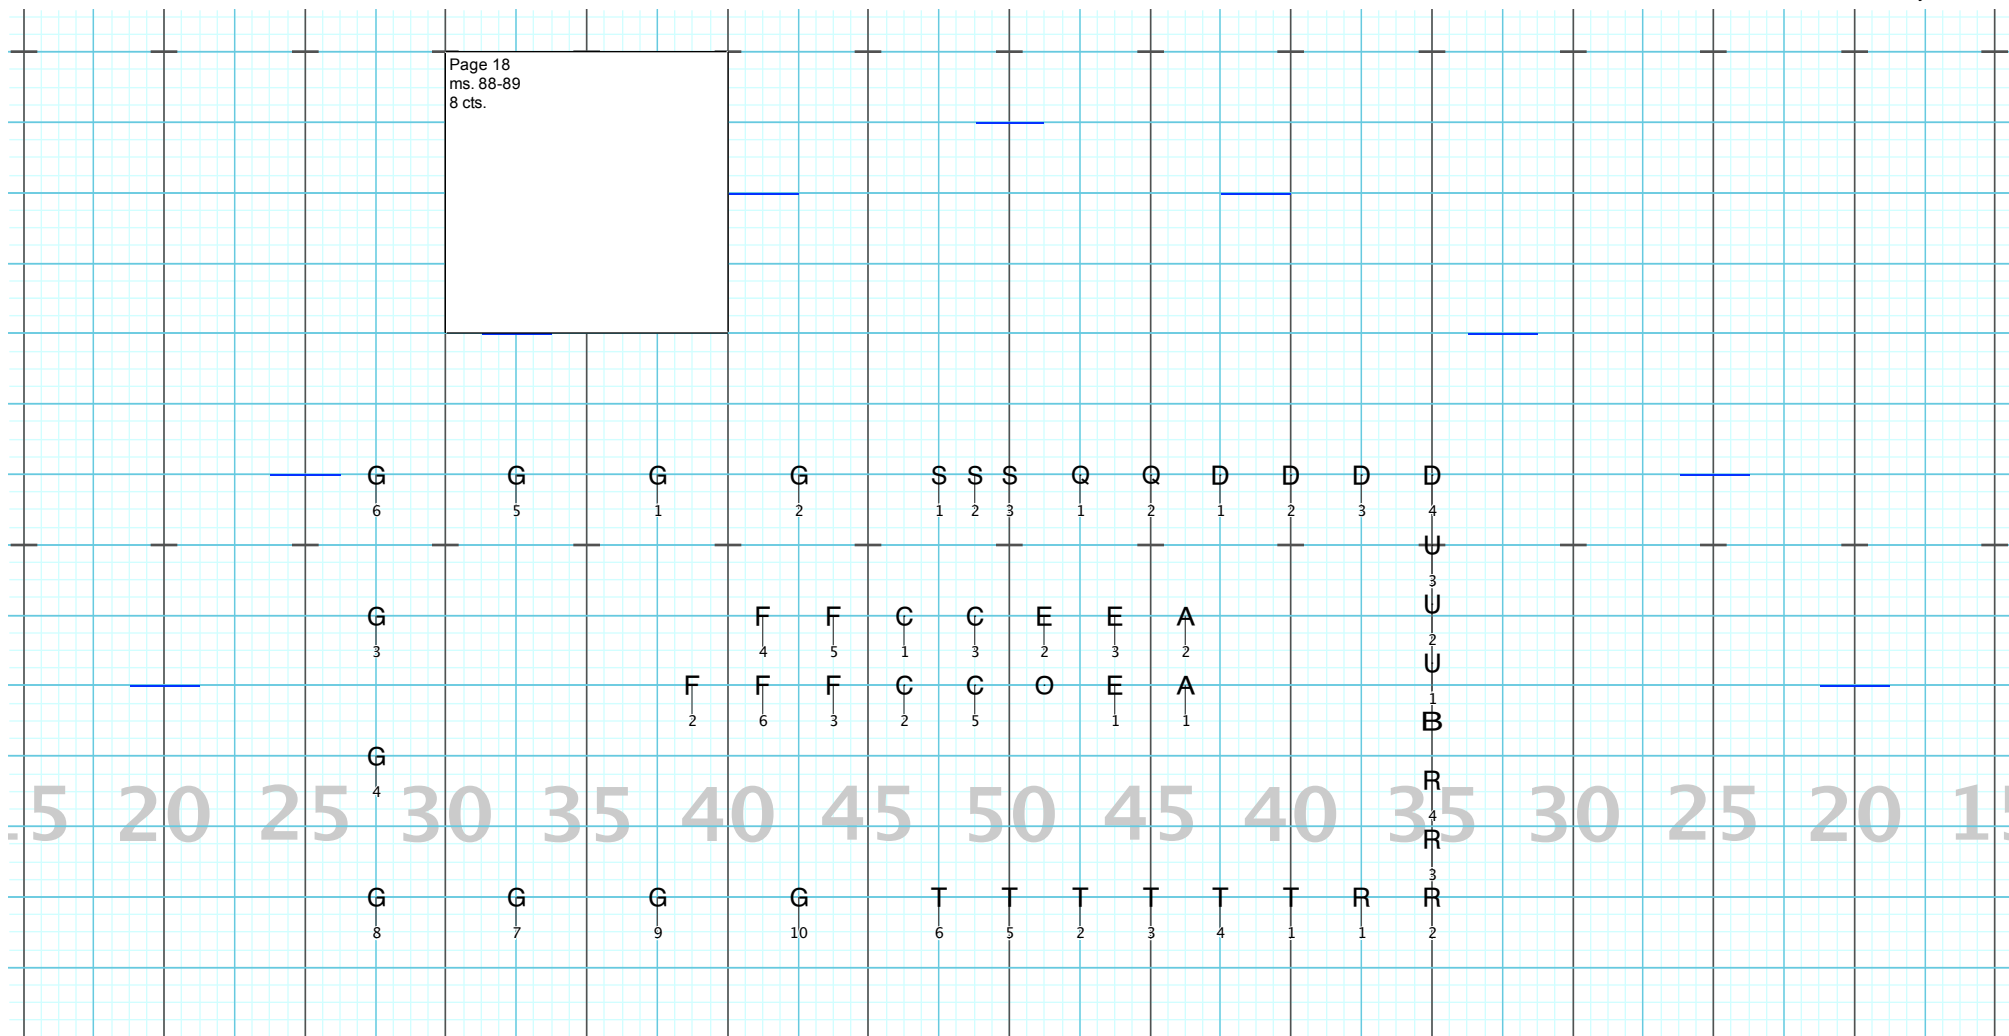 Page 18
ms. 88-89
8 cts.
G G G G S S S Q Q D D D D
6 5 1 2 1 2 3 1 2 1 2 3 4
U
3
G F F C C E E A U
3 4 5 1 3 2 3 2 2
F F F C C O E A U
2 6 3 2 5 1 1 1
B
G R
4 4
5 20 25 30 35 40 45 50 45 40 35 30 25 20 15
R
3
G G G G T T T T T T R R
8 7 9 10 6 5 2 3 4 1 1 2